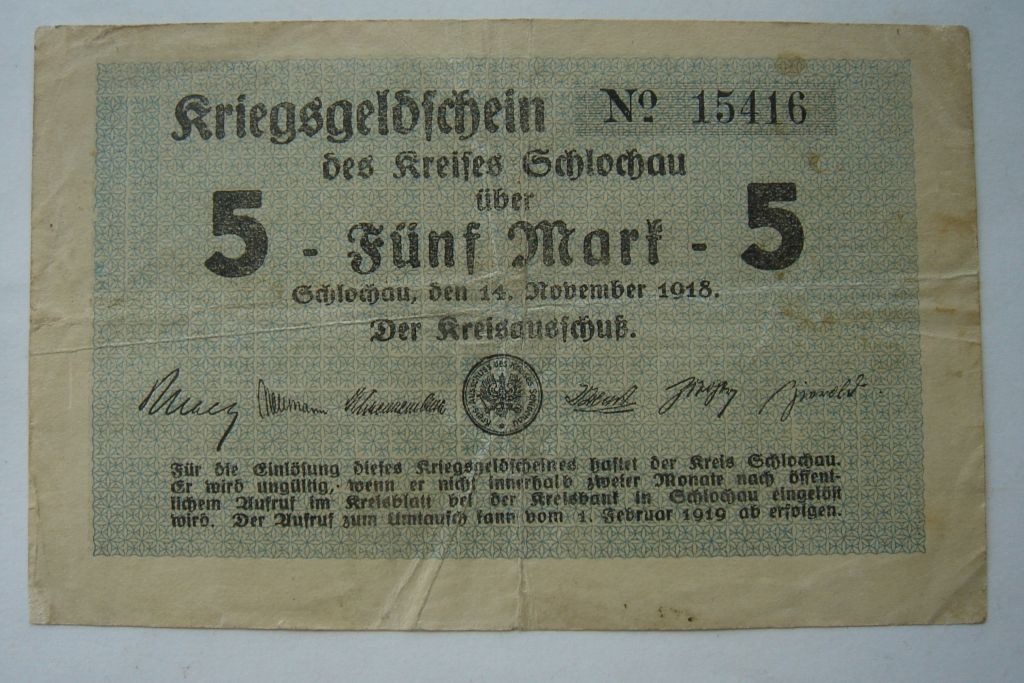 Kriegsgeldschein № 15416
des Kreises Schlochau
über
5 - Fünf Mark - 5
Schlochau, den 14. November 1918.
Der Kreisausschuß.
Für die Einlösung dieses Kriegsgeldscheines haftet der Kreis Schlochau.
Er wird ungültig, wenn er nicht innerhalb zweier Monate nach öffent-
lichem Aufruf im Kreisblatt bei der Kreisbank in Schlochau eingelöst
wird. Der Aufruf zum Umtausch kann vom 1. Februar 1919 ab erfolgen.